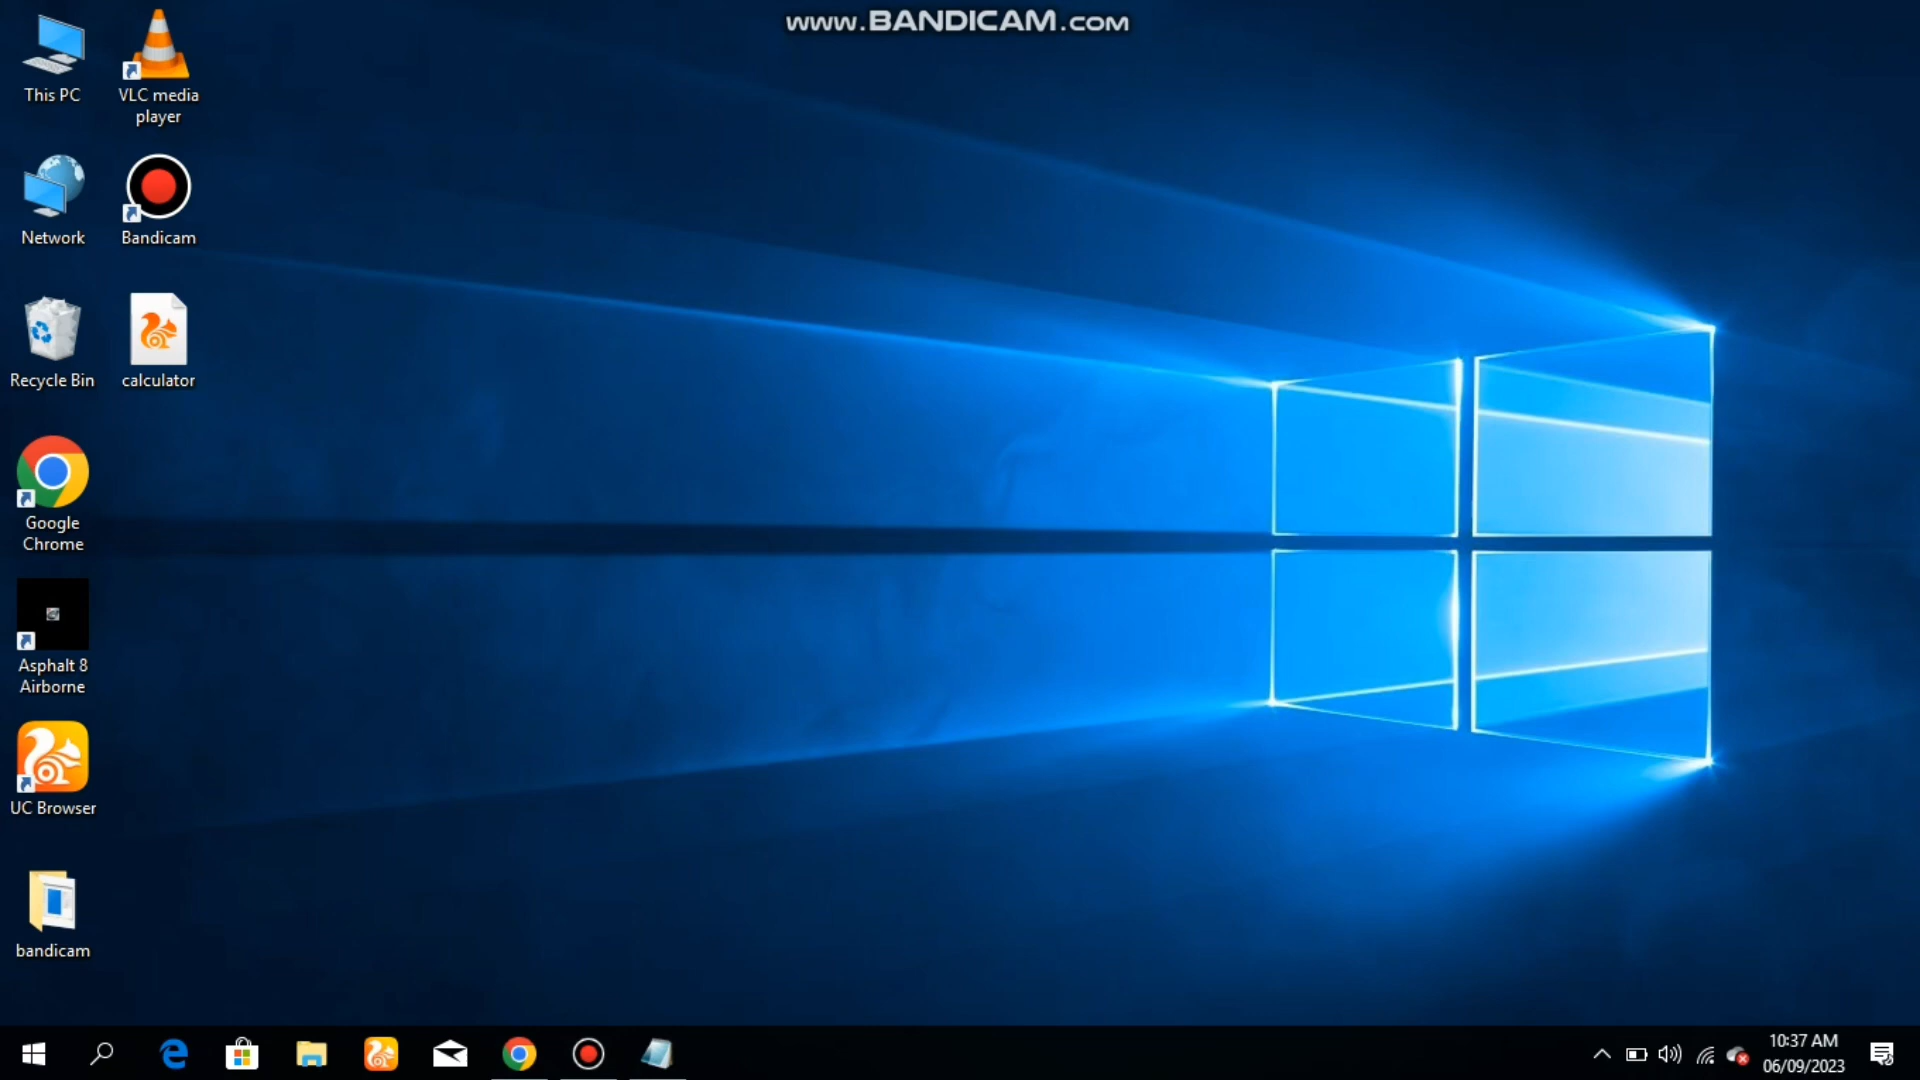 www.BANDICAM.COM
This PC
VLC media
player
Network
Bandicam
Recycle Bin
calculator
Google
Chrome
Asphalt 8
Airborne
UC Browser
bandicam
10:37 AM
06/09/2023